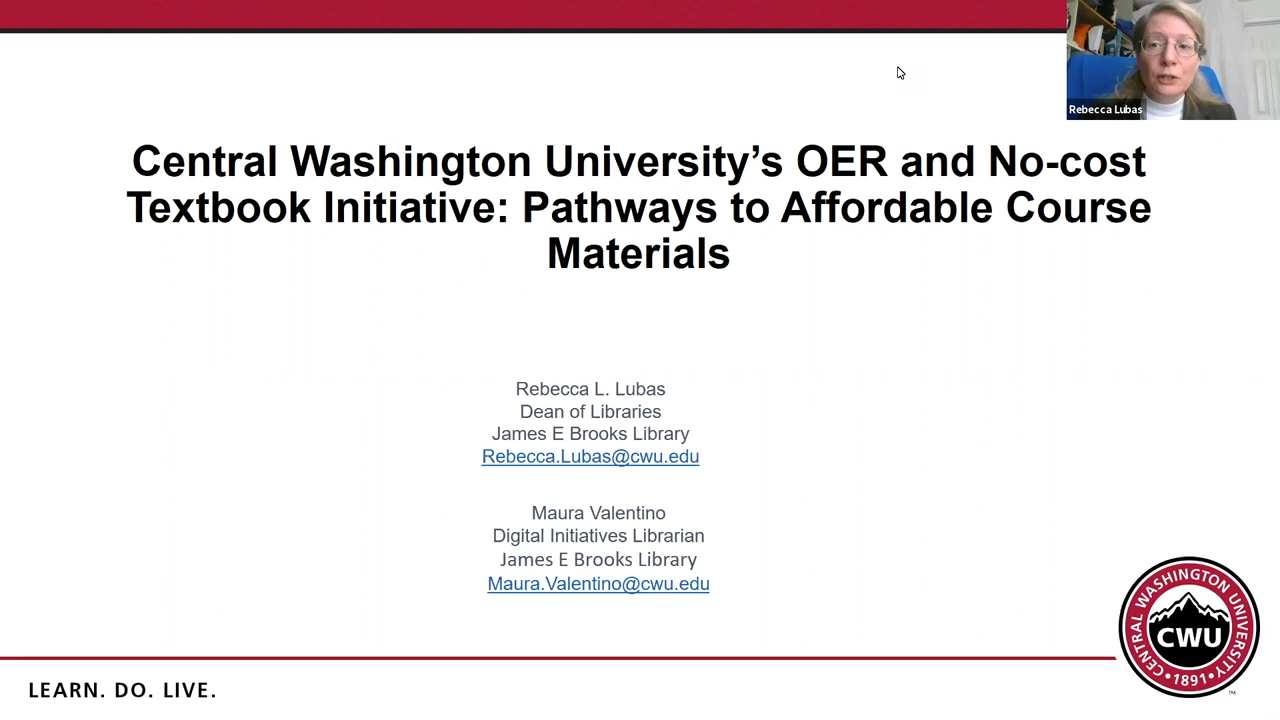 Rebecca Lubas
Central Washington University’s OER and No-cost
Textbook Initiative: Pathways to Affordable Course
Materials
Rebecca L. Lubas
Dean of Libraries
James E Brooks Library
Rebecca.Lubas@cwu.edu
Maura Valentino
Digital Initiatives Librarian
James E Brooks Library
Maura.Valentino@cwu.edu
CENTRAL WASHINGTON UNIVERSITY
CWU
•1891•
™
LEARN. DO. LIVE.